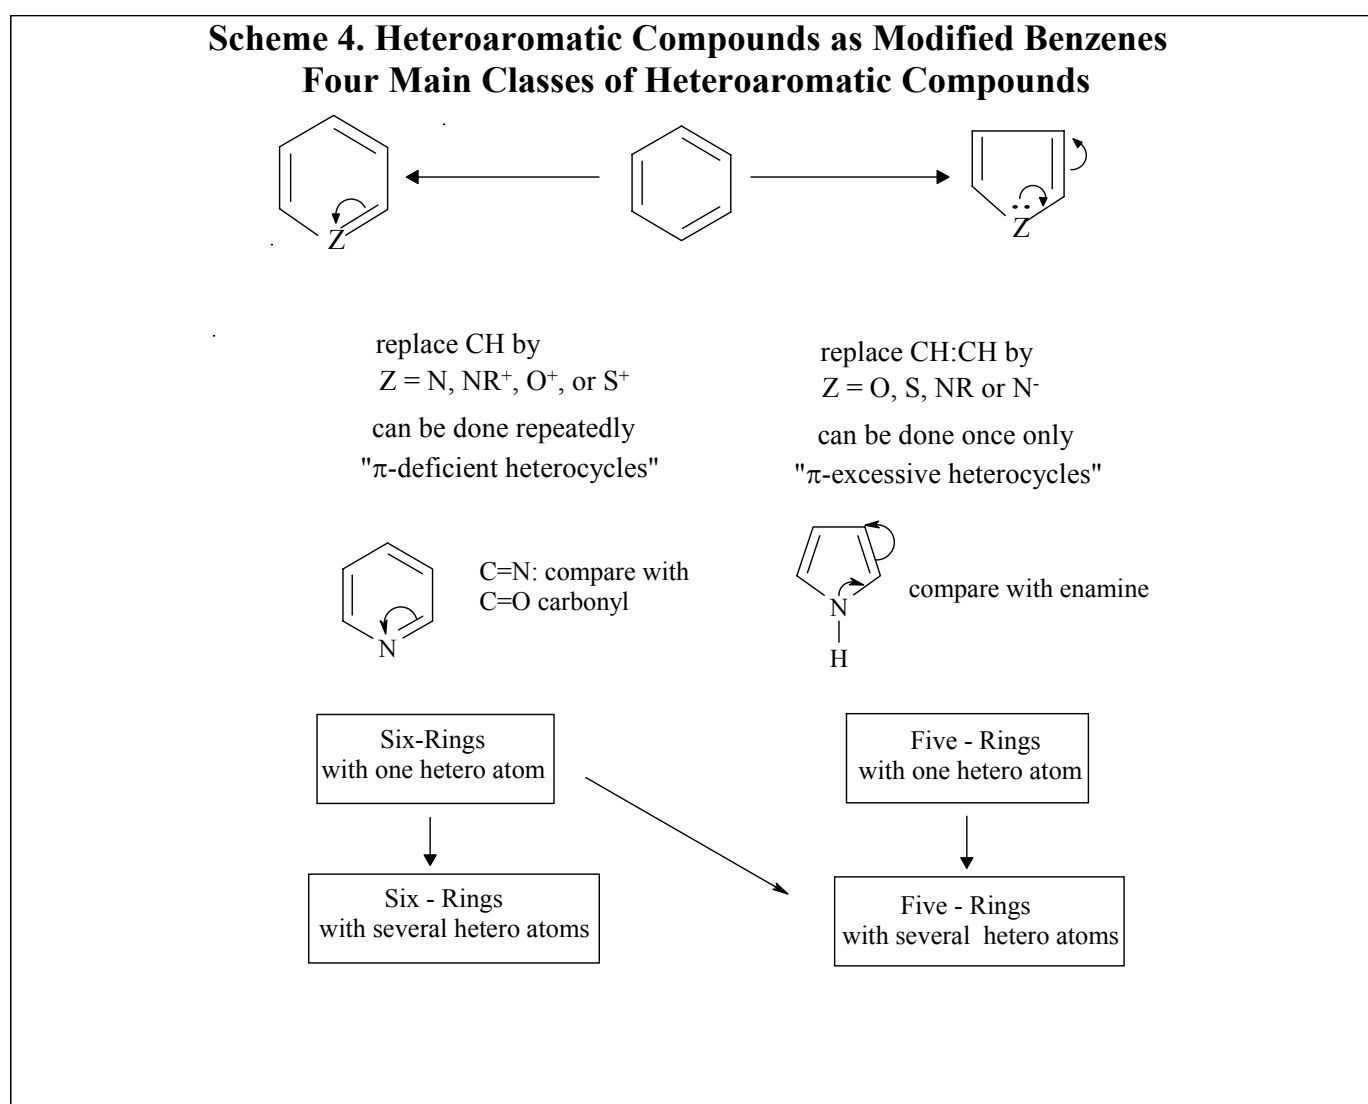 Scheme 4. Heteroaromatic Compounds as Modified Benzenes
Four Main Classes of Heteroaromatic Compounds
Z
Z
replace CH by
Z = N, NR⁺, O⁺, or S⁺
can be done repeatedly
"π-deficient heterocycles"
replace CH:CH by
Z = O, S, NR or N⁻
can be done once only
"π-excessive heterocycles"
N
C=N: compare with
C=O carbonyl
N
H
compare with enamine
Six-Rings
with one hetero atom
Five - Rings
with one hetero atom
Six - Rings
with several hetero atoms
Five - Rings
with several hetero atoms